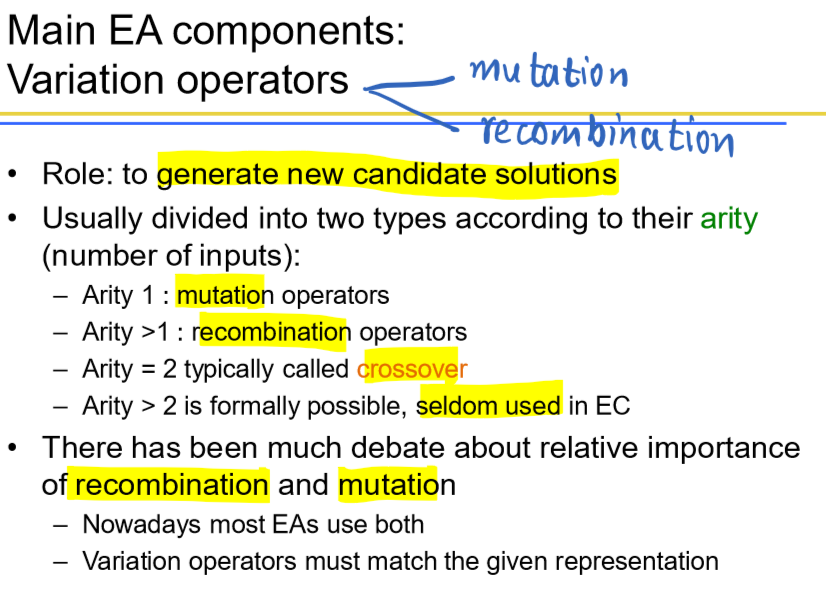 Main EA components:
Variation operators
mutation
recombination
• Role: to generate new candidate solutions
• Usually divided into two types according to their arity
(number of inputs):
– Arity 1 : mutation operators
– Arity >1 : recombination operators
– Arity = 2 typically called crossover
– Arity > 2 is formally possible, seldom used in EC
• There has been much debate about relative importance
of recombination and mutation
– Nowadays most EAs use both
– Variation operators must match the given representation